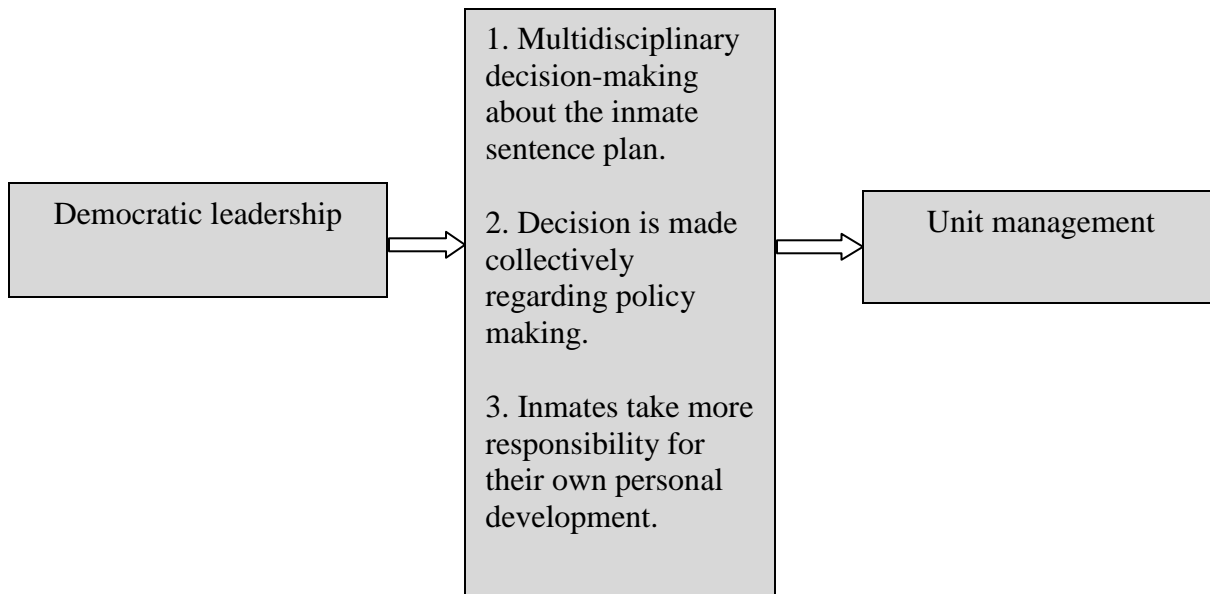 Democratic leadership
1. Multidisciplinary
decision-making
about the inmate
sentence plan.
2. Decision is made
collectively
regarding policy
making.
3. Inmates take more
responsibility for
their own personal
development.
Unit management